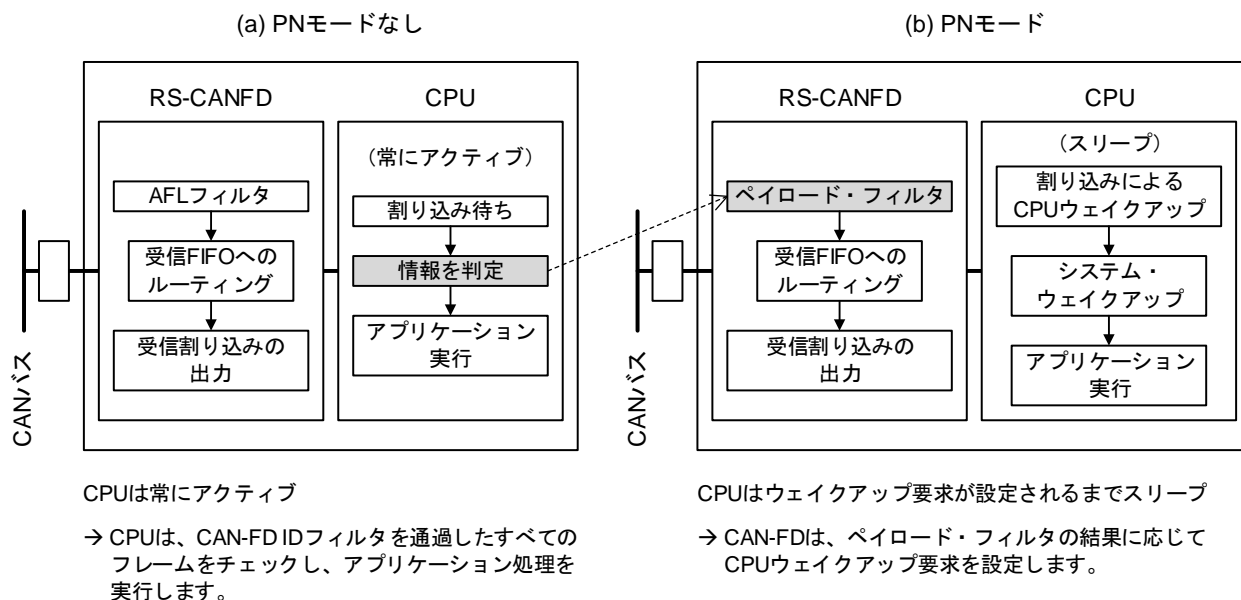 (a) PNモードなし
RS-CANFD
CPU
AFLフィルタ
受信FIFOへの
ルーティング
受信割り込みの
出力
（常にアクティブ）
割り込み待ち
情報を判定
アプリケーション
実行
CANバス
CPUは常にアクティブ
→ CPUは、CAN-FD IDフィルタを通過したすべての
フレームをチェックし、アプリケーション処理を
実行します。
(b) PNモード
RS-CANFD
CPU
ペイロード・フィルタ
受信FIFOへの
ルーティング
受信割り込みの
出力
（スリープ）
割り込みによる
CPUウェイクアップ
システム・
ウェイクアップ
アプリケーション
実行
CANバス
CPUはウェイクアップ要求が設定されるまでスリープ
→ CAN-FDは、ペイロード・フィルタの結果に応じて
CPUウェイクアップ要求を設定します。